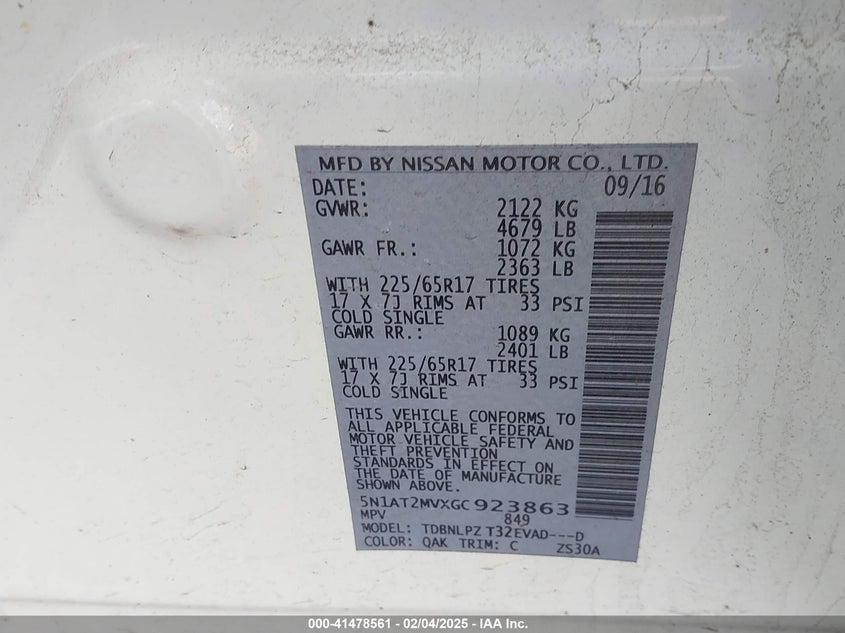 MFD BY NISSAN MOTOR CO., LTD.
DATE: 09/16
GVWR: 2122 KG
4679 LB
GAWR FR.: 1072 KG
2363 LB
WITH 225/65R17 TIRES
17 X 7J RIMS AT 33 PSI
COLD SINGLE
GAWR RR.: 1089 KG
2401 LB
WITH 225/65R17 TIRES
17 X 7J RIMS AT 33 PSI
COLD SINGLE
THIS VEHICLE CONFORMS TO
ALL APPLICABLE FEDERAL
MOTOR VEHICLE SAFETY AND
THEFT PREVENTION
STANDARDS IN EFFECT ON
THE DATE OF MANUFACTURE
SHOWN ABOVE.
5N1AT2MVXGC923863
MPV 849
MODEL: TDBNLPZ T32EVAD---D
COLOR: QAK TRIM: C ZS30A
000-41478561 - 02/04/2025 - IAA Inc.